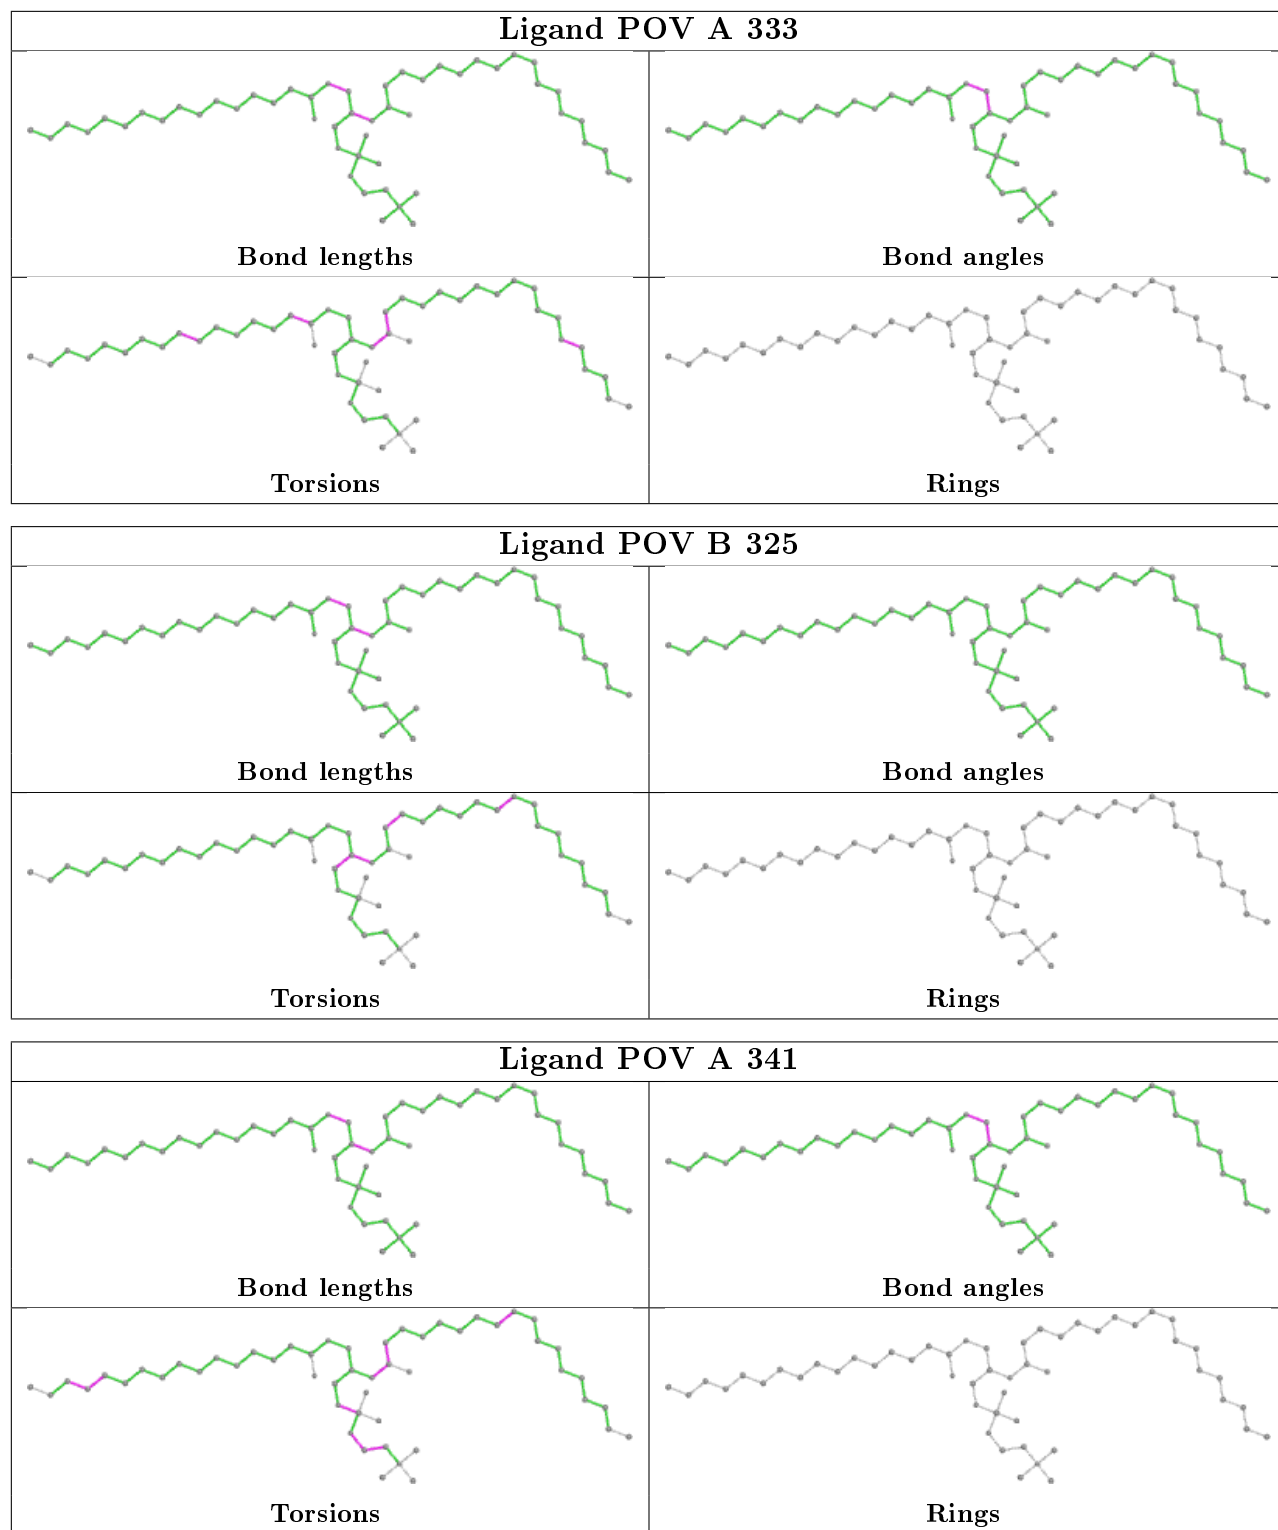 Ligand POV A 333
Bond lengths
Bond angles
Torsions
Rings
Ligand POV B 325
Bond lengths
Bond angles
Torsions
Rings
Ligand POV A 341
Bond lengths
Bond angles
Torsions
Rings